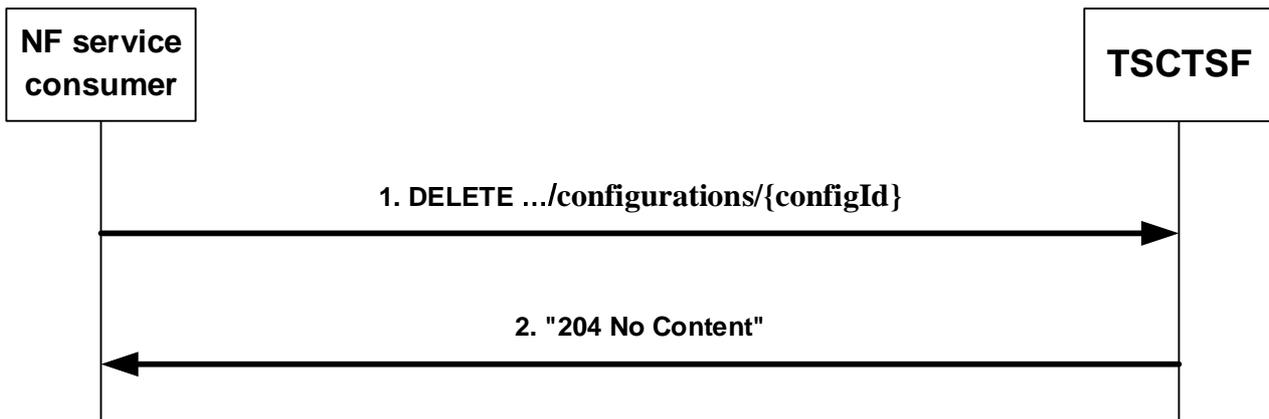 NF service
consumer
TSCTSF
1. DELETE …/configurations/{configId}
2. "204 No Content"